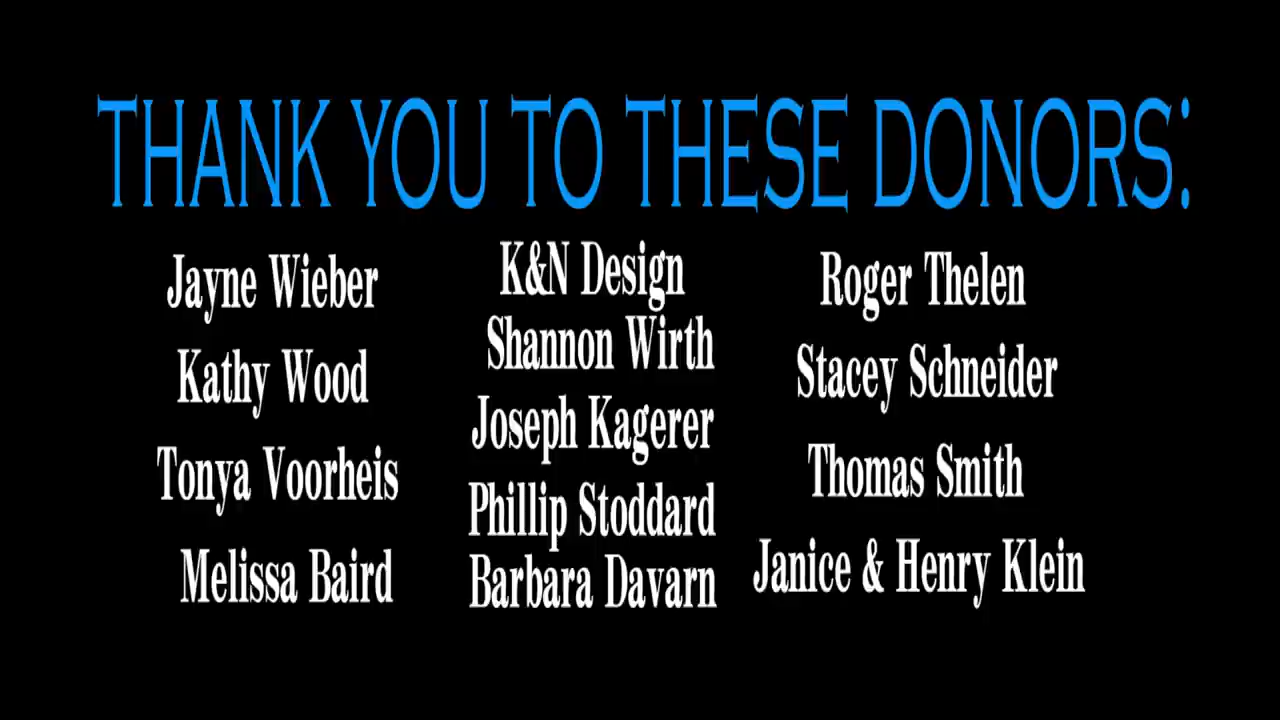 THANK YOU TO THESE DONORS:
Jayne Wieber
Kathy Wood
Tonya Voorheis
Melissa Baird
K&N Design
Shannon Wirth
Joseph Kagerer
Phillip Stoddard
Barbara Davarn
Roger Thelen
Stacey Schneider
Thomas Smith
Janice & Henry Klein